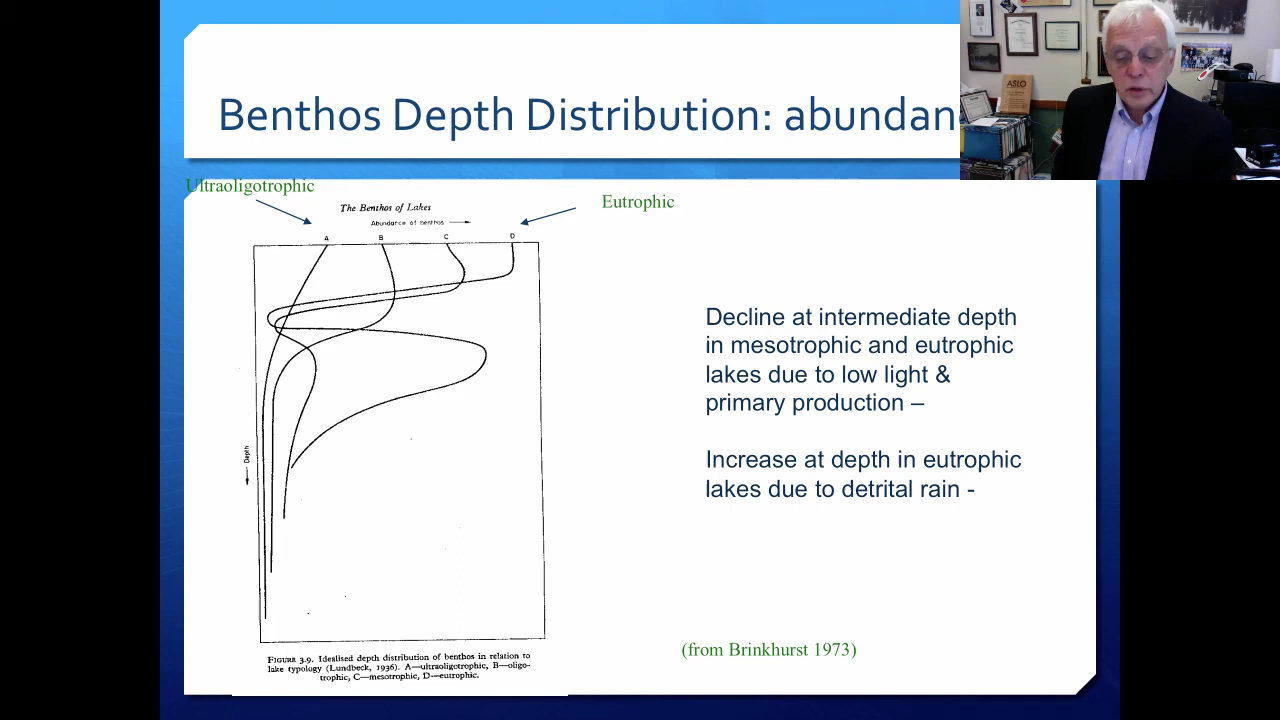 Benthos Depth Distribution: abundan
ASLO
Ultraoligotrophic
Eutrophic
The Benthos of Lakes
Abundance of benthos
A B C D
Decline at intermediate depth
in mesotrophic and eutrophic
lakes due to low light &
primary production –
Increase at depth in eutrophic
lakes due to detrital rain -
Depth
(from Brinkhurst 1973)
FIGURE 3.9. Idealised depth distribution of benthos in relation to
lake typology (Lundbeck, 1936). A—ultraoligotrophic, B—oligo-
trophic, C—mesotrophic, D—eutrophic.